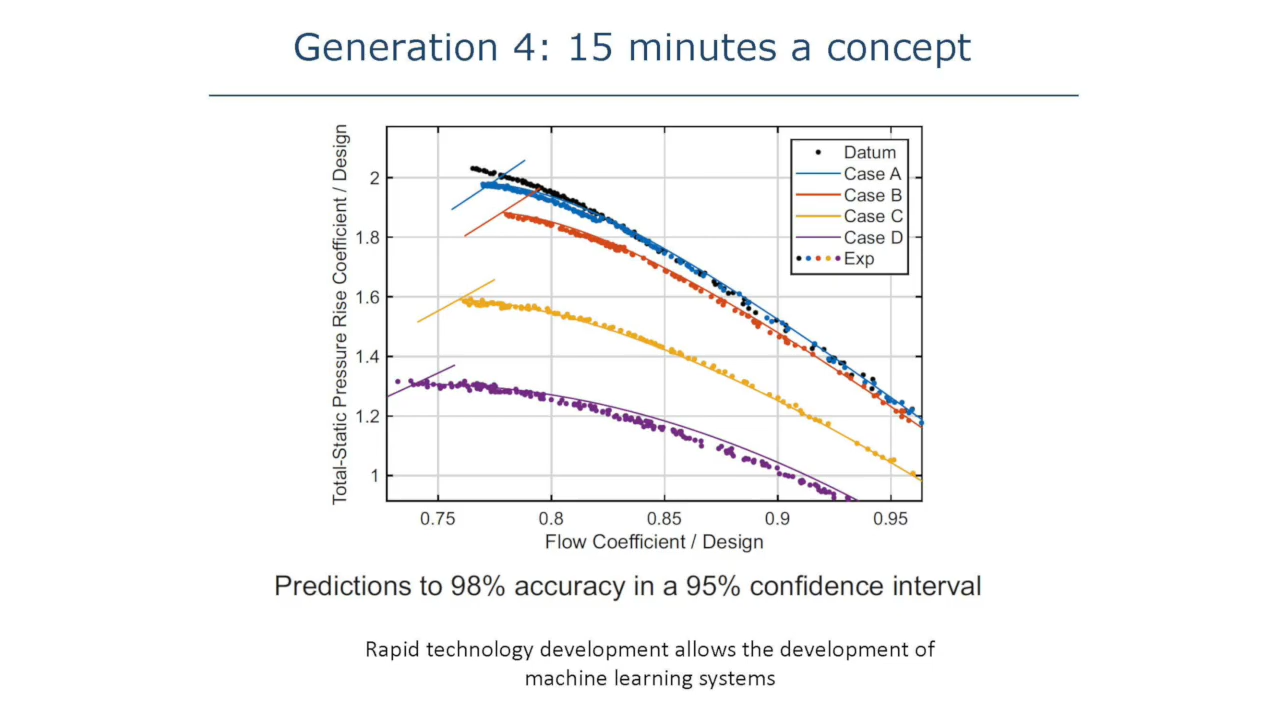 Generation 4: 15 minutes a concept
Total-Static Pressure Rise Coefficient / Design
2
1.8
1.6
1.4
1.2
1
Datum
Case A
Case B
Case C
Case D
Exp
0.75
0.8
0.85
0.9
0.95
Flow Coefficient / Design
Predictions to 98% accuracy in a 95% confidence interval
Rapid technology development allows the development of
machine learning systems